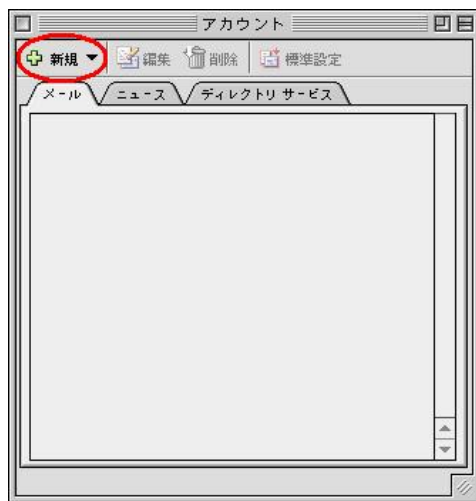 アカウント
新規 編集 削除 標準設定
メール ニュース ディレクトリ サービス